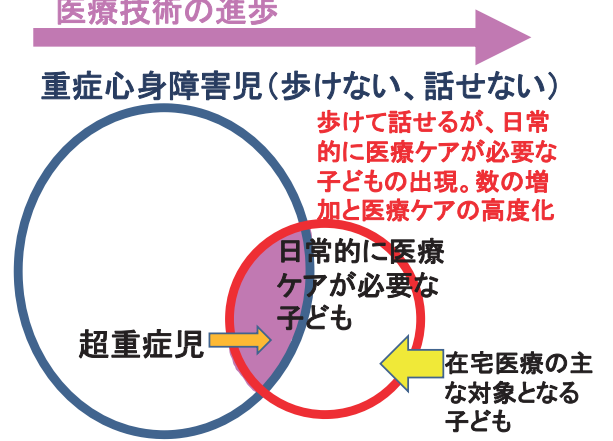 医療技術の進歩
重症心身障害児(歩けない、話せない)
歩けて話せるが、日常
的に医療ケアが必要な
子どもの出現。数の増
加と医療ケアの高度化
日常的に医療
ケアが必要な
子ども
超重症児
在宅医療の主
な対象となる
子ども